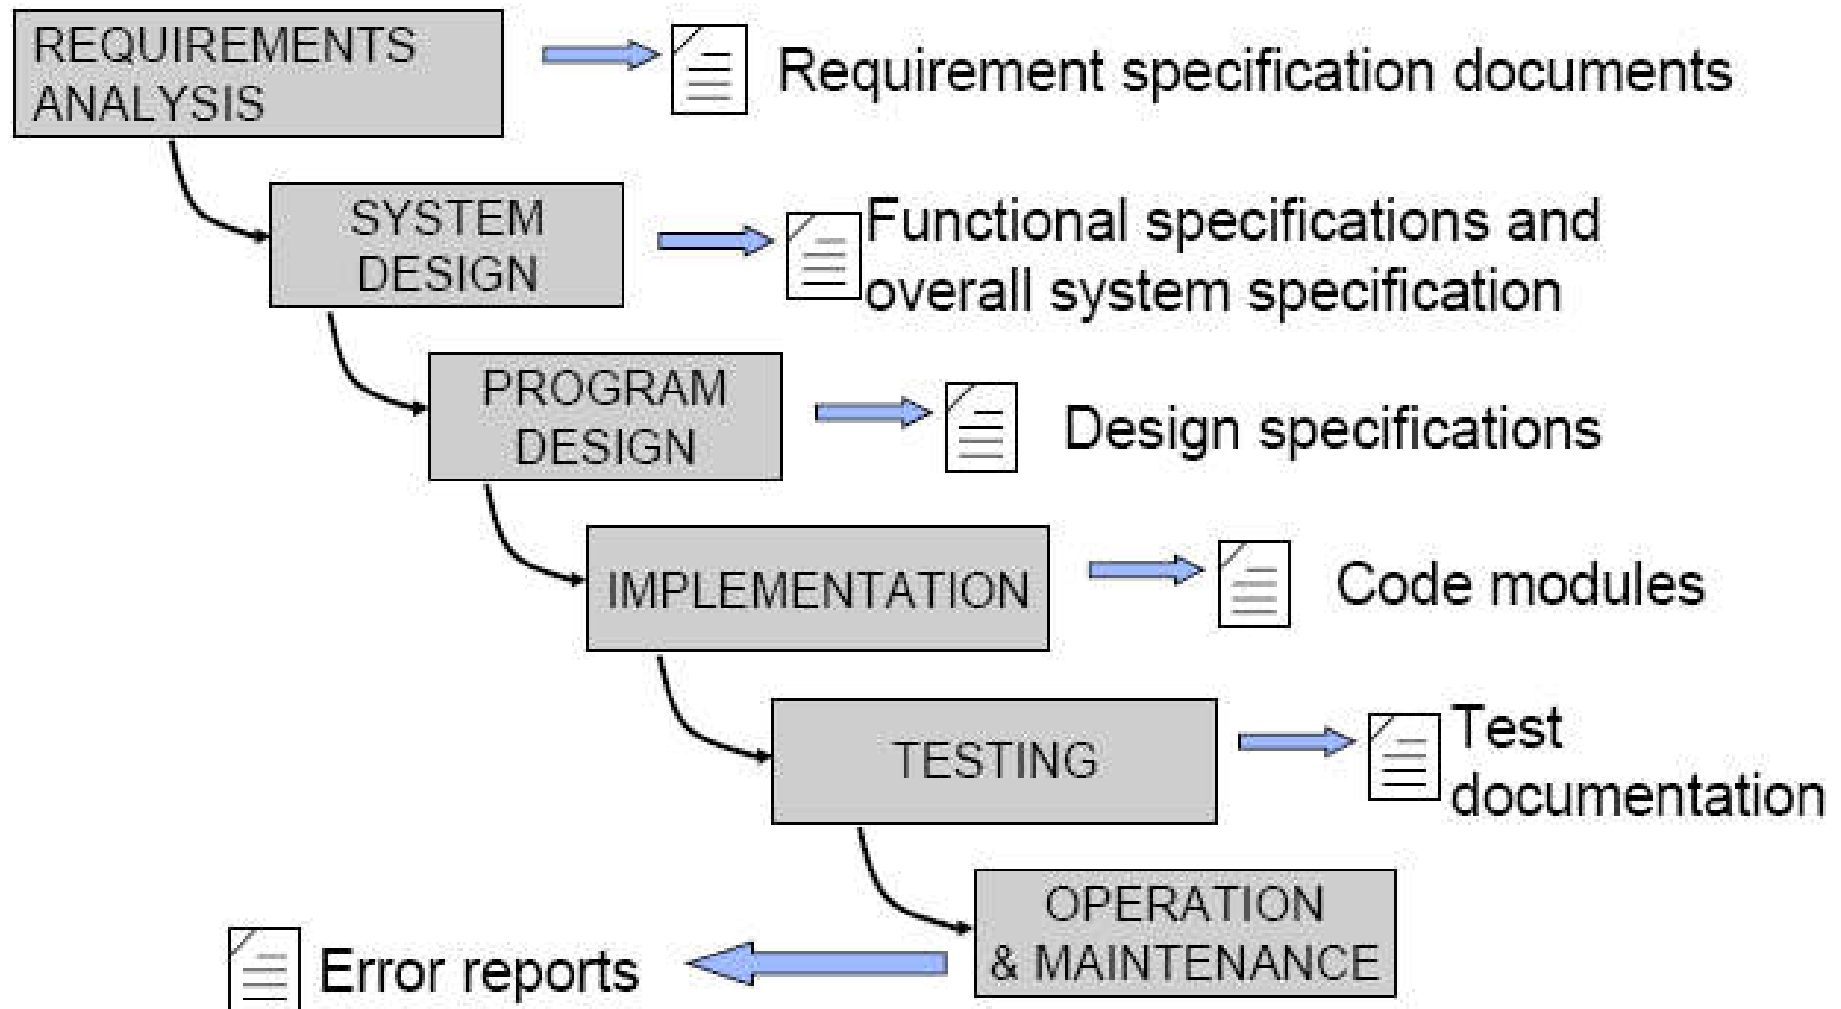 REQUIREMENTS
ANALYSIS
Requirement specification documents
SYSTEM
DESIGN
Functional specifications and
overall system specification
PROGRAM
DESIGN
Design specifications
IMPLEMENTATION
Code modules
TESTING
Test
documentation
OPERATION
& MAINTENANCE
Error reports